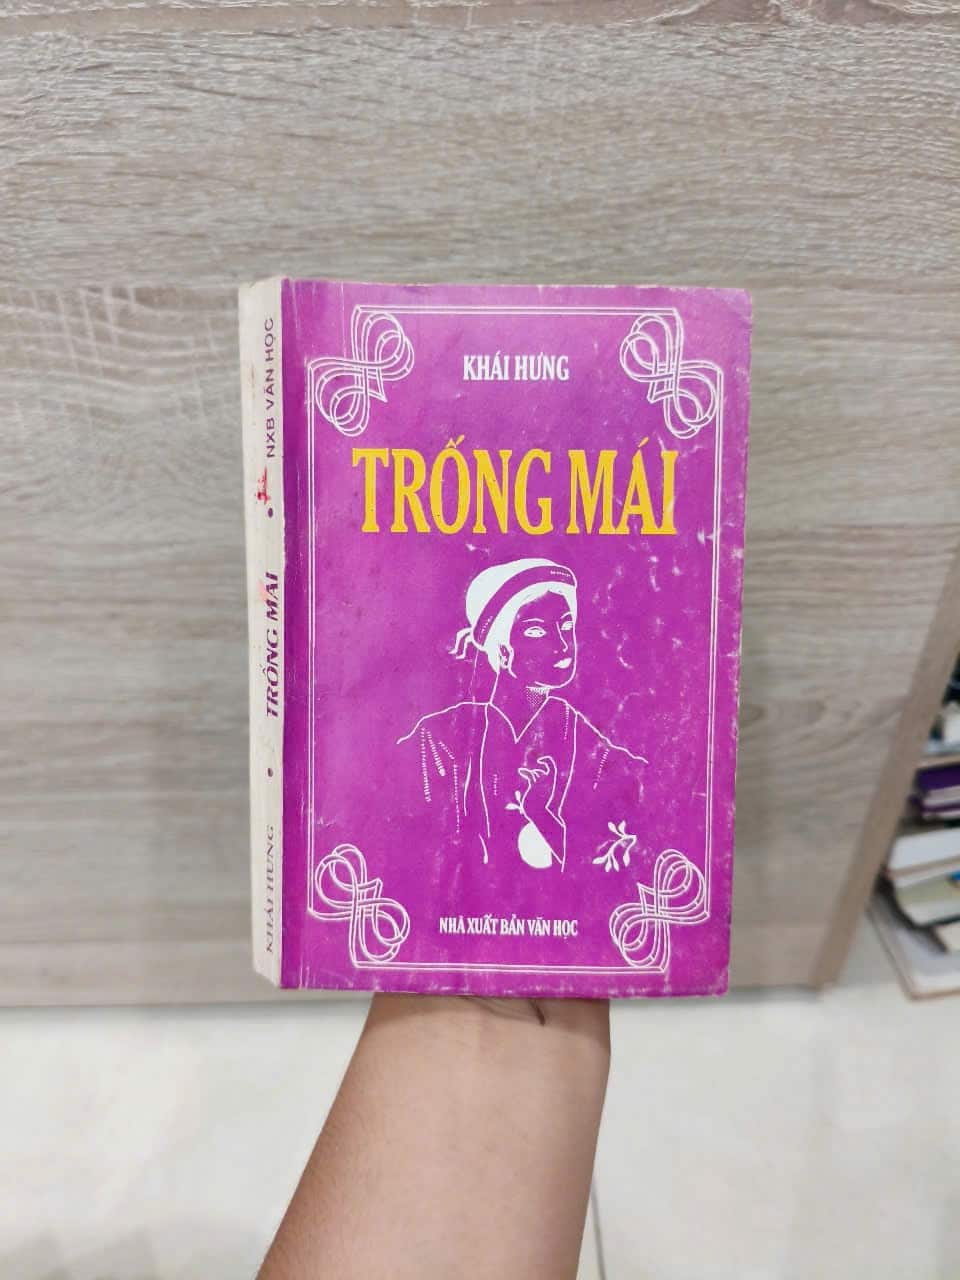 KHÁI HƯNG
TRỐNG MÁI
NHÀ XUẤT BẢN VĂN HỌC
KHÁI HƯNG • TRỐNG MÁI • NXB VĂN HỌC